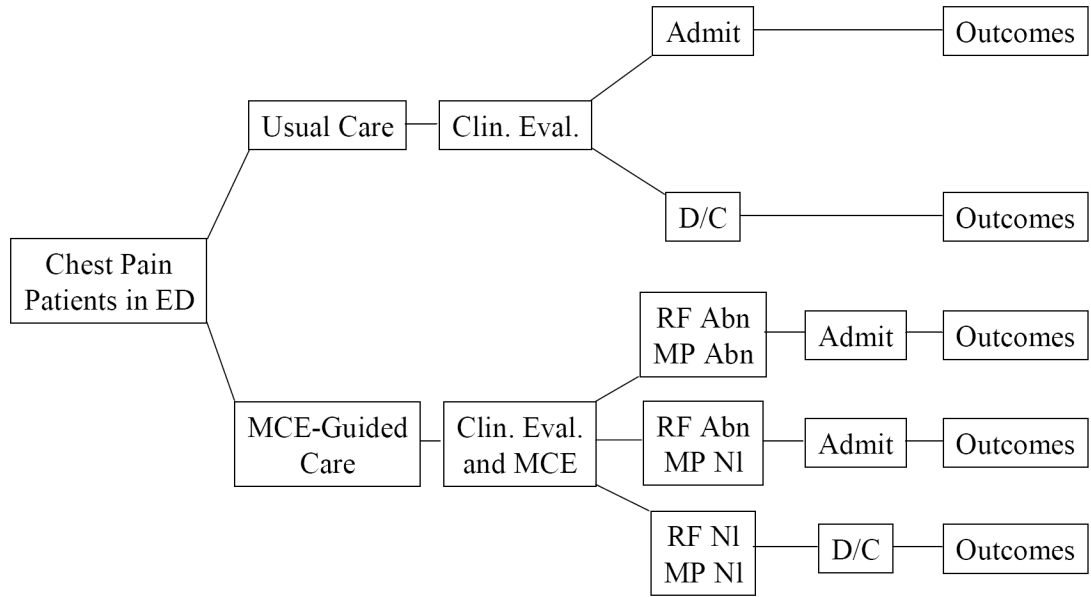 Admit
Outcomes
Usual Care
Clin. Eval.
D/C
Outcomes
Chest Pain
Patients in ED
RF Abn
MP Abn
Admit
Outcomes
MCE-Guided
Care
Clin. Eval.
and MCE
RF Abn
MP Nl
Admit
Outcomes
RF Nl
MP Nl
D/C
Outcomes